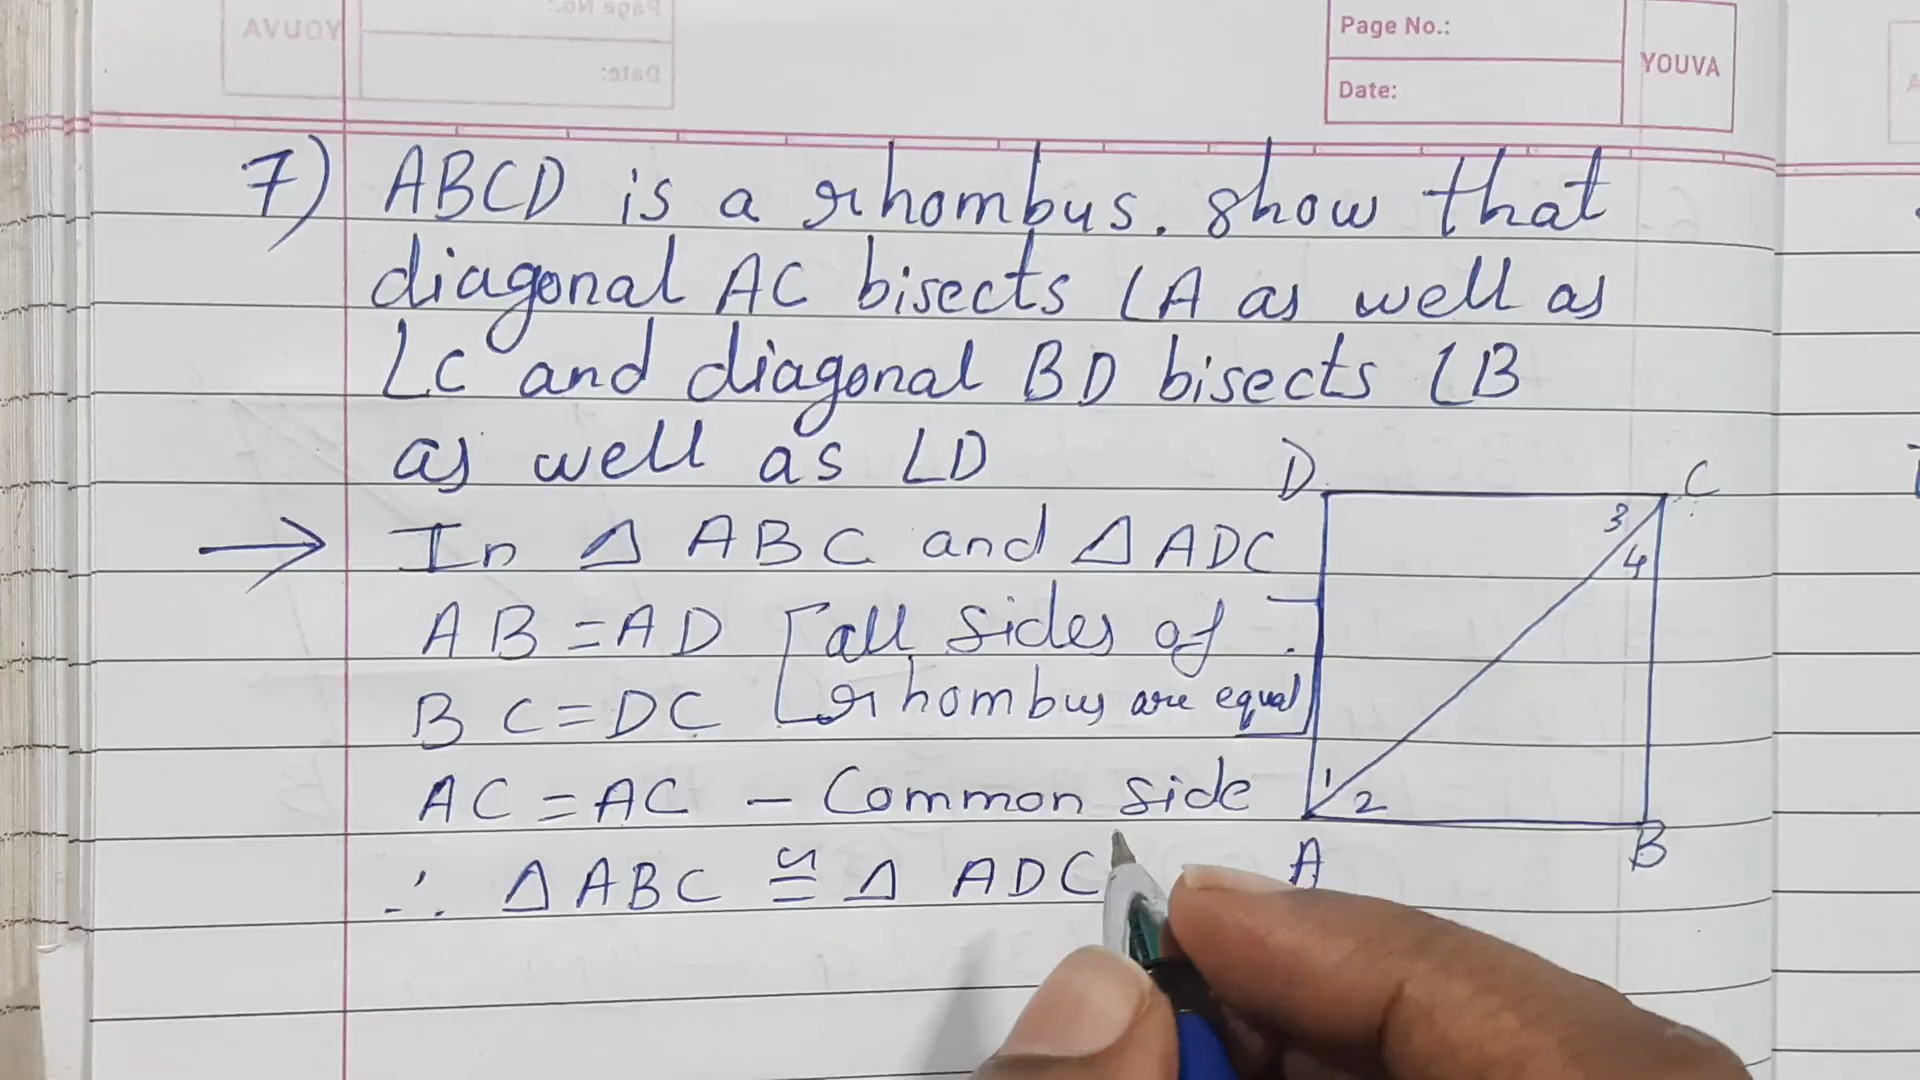 Page No.:
Date:
YOUVA
7) ABCD is a rhombus. show that
diagonal AC bisects ∠A as well as
∠C and diagonal BD bisects ∠B
as well as ∠D
→ In △ ABC and △ ADC
AB = AD [all sides of
BC = DC rhombus are equal]
AC = AC - Common side
∴ △ ABC ≅ △ ADC
D C
3
4
1 2
A B